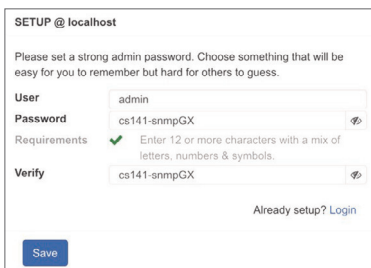 SETUP @ localhost
Please set a strong admin password. Choose something that will be
easy for you to remember but hard for others to guess.
User admin
Password cs141-snmpGX
Requirements Enter 12 or more characters with a mix of
letters, numbers & symbols.
Verify cs141-snmpGX
Already setup? Login
Save